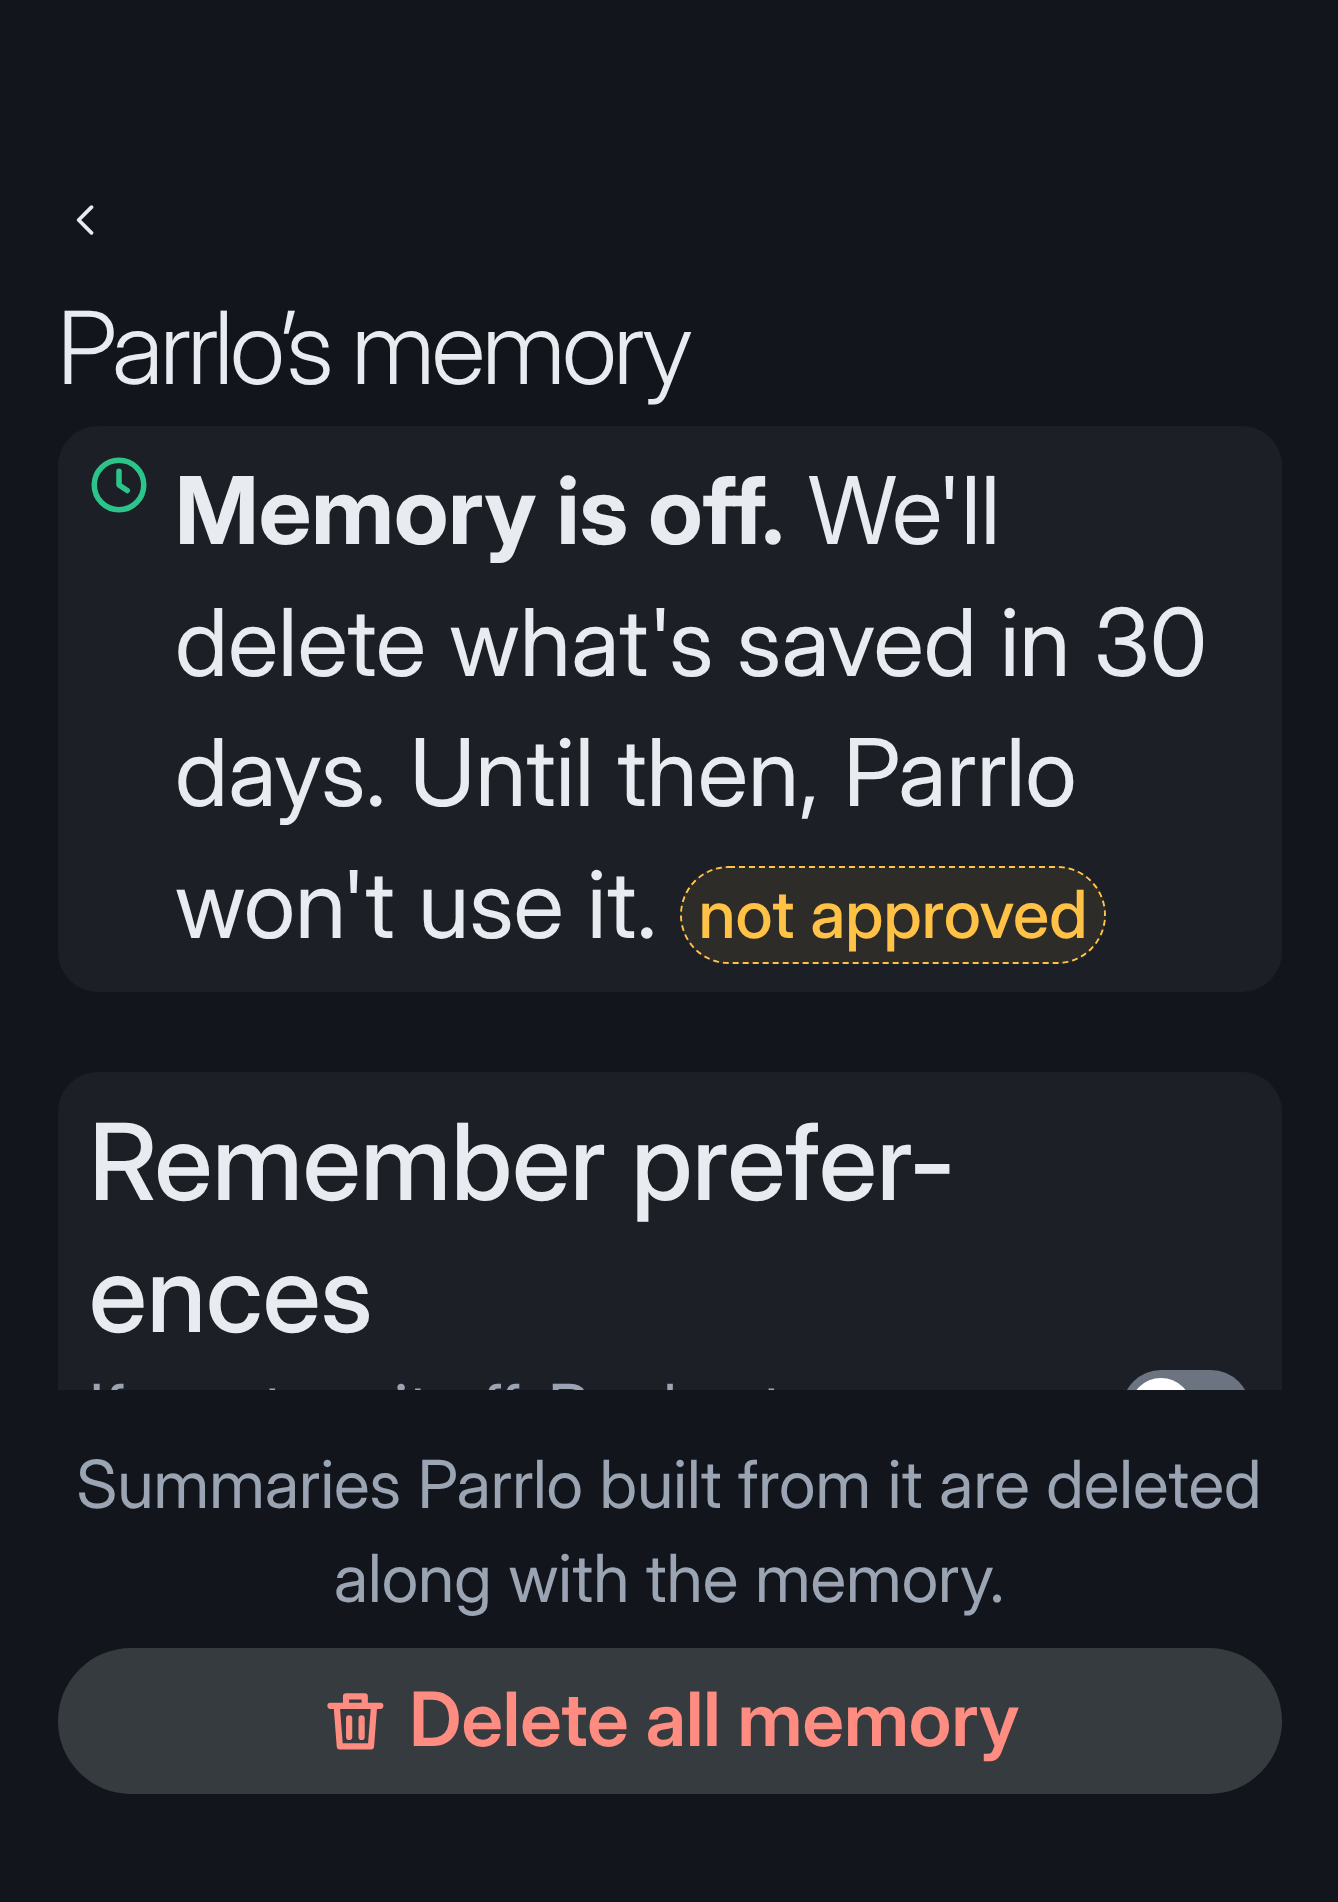 Parrlo’s memory
Memory is off. We'll
delete what's saved in 30
days. Until then, Parrlo
won't use it. not approved
Remember prefer-
ences
Summaries Parrlo built from it are deleted
along with the memory.
Delete all memory